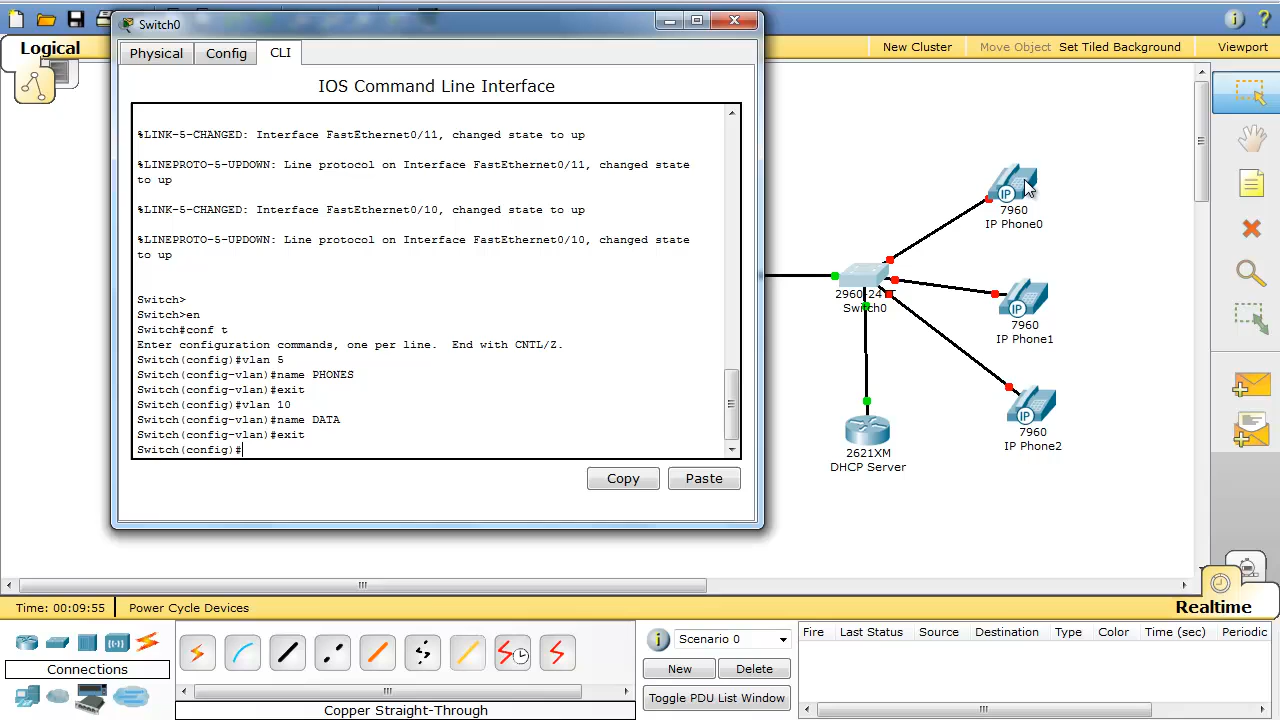 Switch0
Logical
New Cluster
Move Object
Set Tiled Background
Viewport
Physical
Config
CLI
IOS Command Line Interface
%LINK-5-CHANGED: Interface FastEthernet0/11, changed state to up
%LINEPROTO-5-UPDOWN: Line protocol on Interface FastEthernet0/11, changed state
to up
%LINK-5-CHANGED: Interface FastEthernet0/10, changed state to up
%LINEPROTO-5-UPDOWN: Line protocol on Interface FastEthernet0/10, changed state
to up
Switch>
Switch>en
Switch#conf t
Enter configuration commands, one per line.  End with CNTL/Z.
Switch(config)#vlan 5
Switch(config-vlan)#name PHONES
Switch(config-vlan)#exit
Switch(config)#vlan 10
Switch(config-vlan)#name DATA
Switch(config-vlan)#exit
Switch(config)#
Copy
Paste
IP
7960
IP Phone0
2960-24TT
Switch0
IP
7960
IP Phone1
IP
7960
IP Phone2
2621XM
DHCP Server
Time: 00:09:55
Power Cycle Devices
Realtime
Connections
Copper Straight-Through
Scenario 0
New
Delete
Toggle PDU List Window
Fire
Last Status
Source
Destination
Type
Color
Time (sec)
Periodic